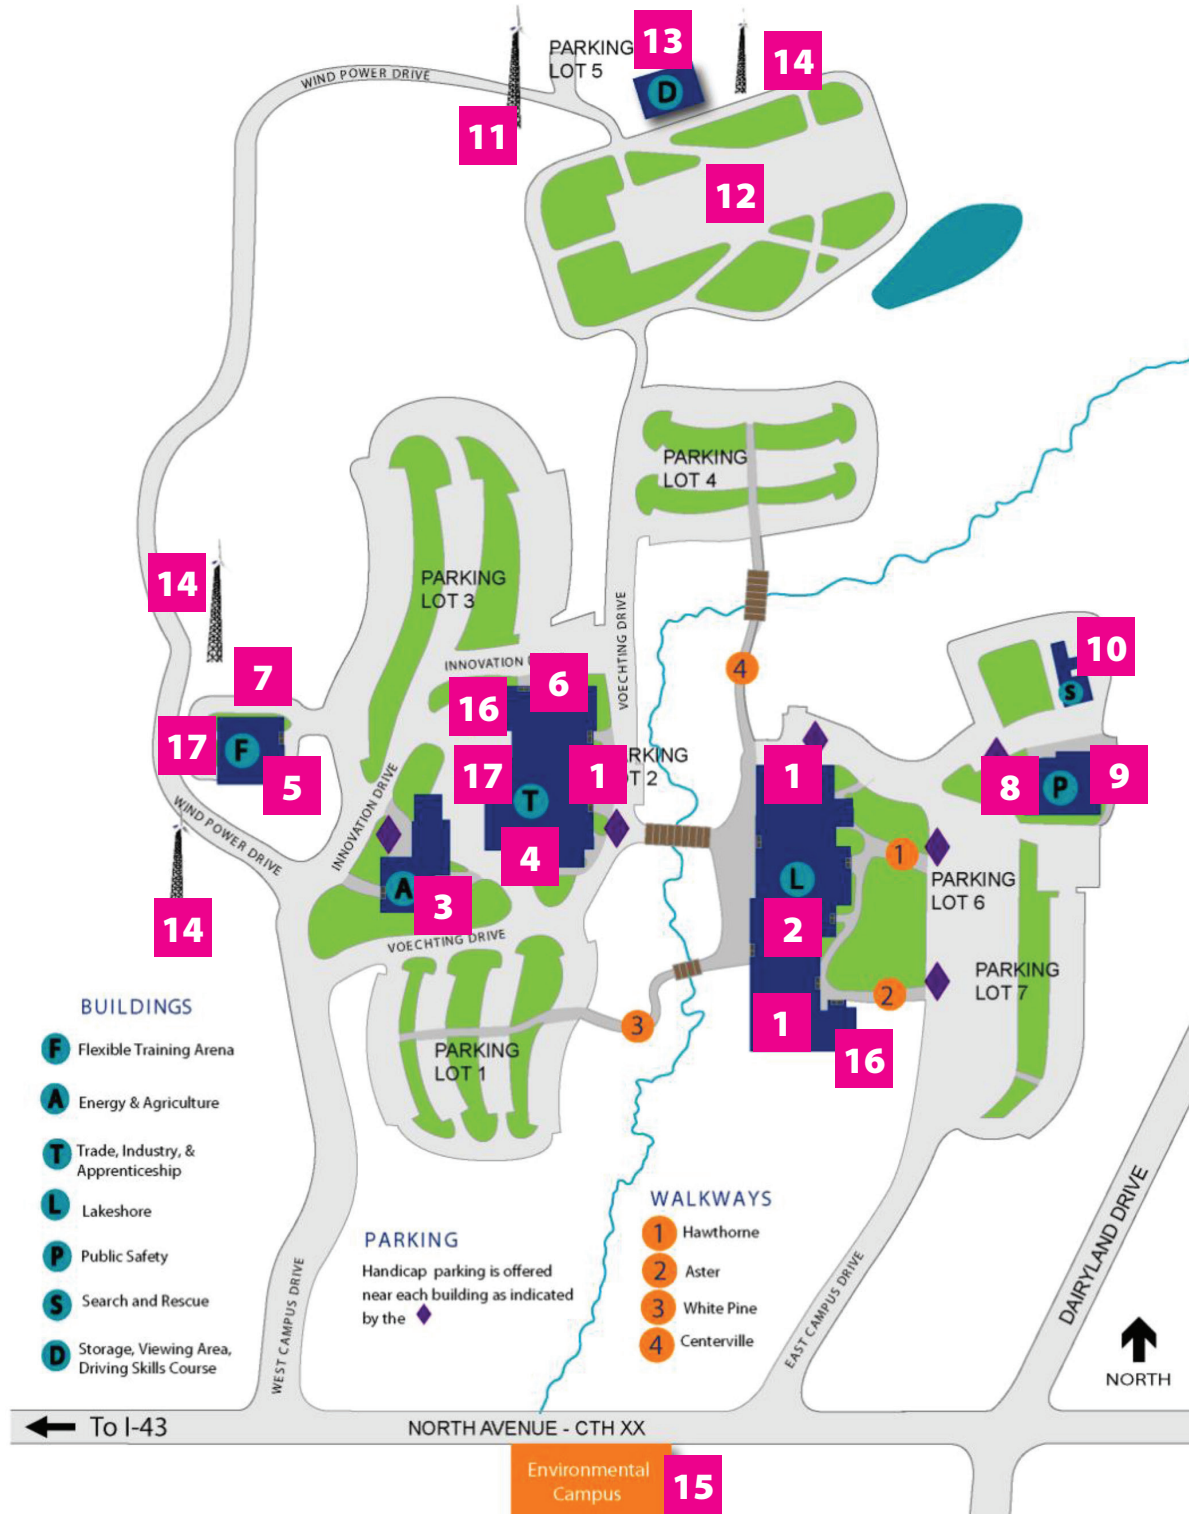 11
PARKING
LOT 5
13
D
14
WIND POWER DRIVE
12
PARKING
LOT 4
PARKING
LOT 3
14
VOECHTING DRIVE
INNOVATION
4
10
S
7
6
16
17
F
5
17
1
PARKING
LOT 2
T
4
1
8
P
9
WIND POWER DRIVE
INNOVATION DRIVE
A
3
14
VOECHTING DRIVE
L
1
PARKING
LOT 6
2
2
PARKING
LOT 7
3
1
16
PARKING
LOT 1
BUILDINGS
F Flexible Training Arena
A Energy & Agriculture
T Trade, Industry, &
Apprenticeship
L Lakeshore
P Public Safety
S Search and Rescue
D Storage, Viewing Area,
Driving Skills Course
PARKING
Handicap parking is offered
near each building as indicated
by the
WALKWAYS
1 Hawthorne
2 Aster
3 White Pine
4 Centerville
WEST CAMPUS DRIVE
EAST CAMPUS DRIVE
DAIRYLAND DRIVE
NORTH
To I-43
NORTH AVENUE - CTH XX
Environmental
Campus
15